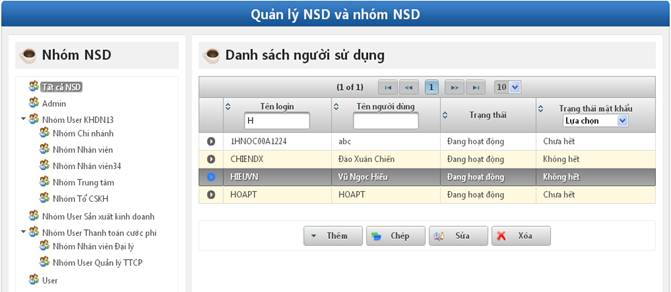 Quản lý NSD và nhóm NSD
Nhóm NSD
Tất cả NSD
Admin
Nhóm User KHDN13
Nhóm Chi nhánh
Nhóm Nhân viên
Nhóm Nhân viên34
Nhóm Trung tâm
Nhóm Tổ CSKH
Nhóm User Sản xuất kinh doanh
Nhóm User Thanh toán cước phí
Nhóm Nhân viên Đại lý
Nhóm User Quản lý TTCP
User
Danh sách người sử dụng
(1 of 1) 1 10
Tên login Tên người dùng Trạng thái Trạng thái mật khẩu
H Lựa chọn
1HNOC00A1224 abc Đang hoạt động Chưa hết
CHIENDX Đào Xuân Chiến Đang hoạt động Không hết
HIEUVN Vũ Ngọc Hiếu Đang hoạt động Không hết
HOAPT HOAPT Đang hoạt động Chưa hết
Thêm Chép Sửa Xóa